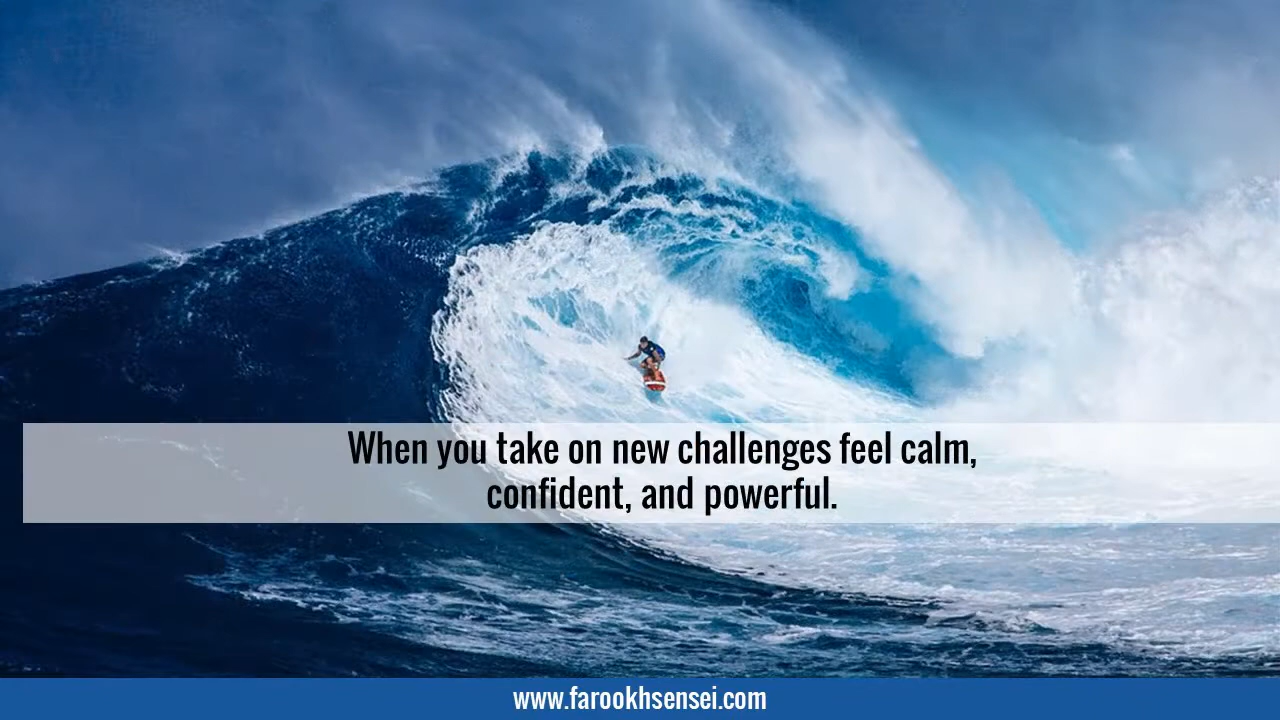 When you take on new challenges feel calm,
confident, and powerful.
www.farookhsensei.com